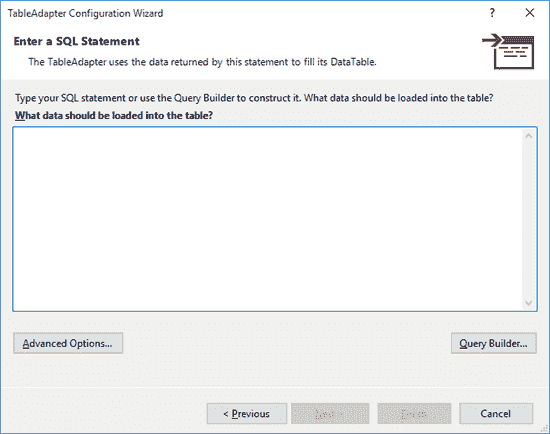 TableAdapter Configuration Wizard
? ×
Enter a SQL Statement
The TableAdapter uses the data returned by this statement to fill its DataTable.
Type your SQL statement or use the Query Builder to construct it. What data should be loaded into the table?
What data should be loaded into the table?
Advanced Options... Query Builder...
< Previous Cancel